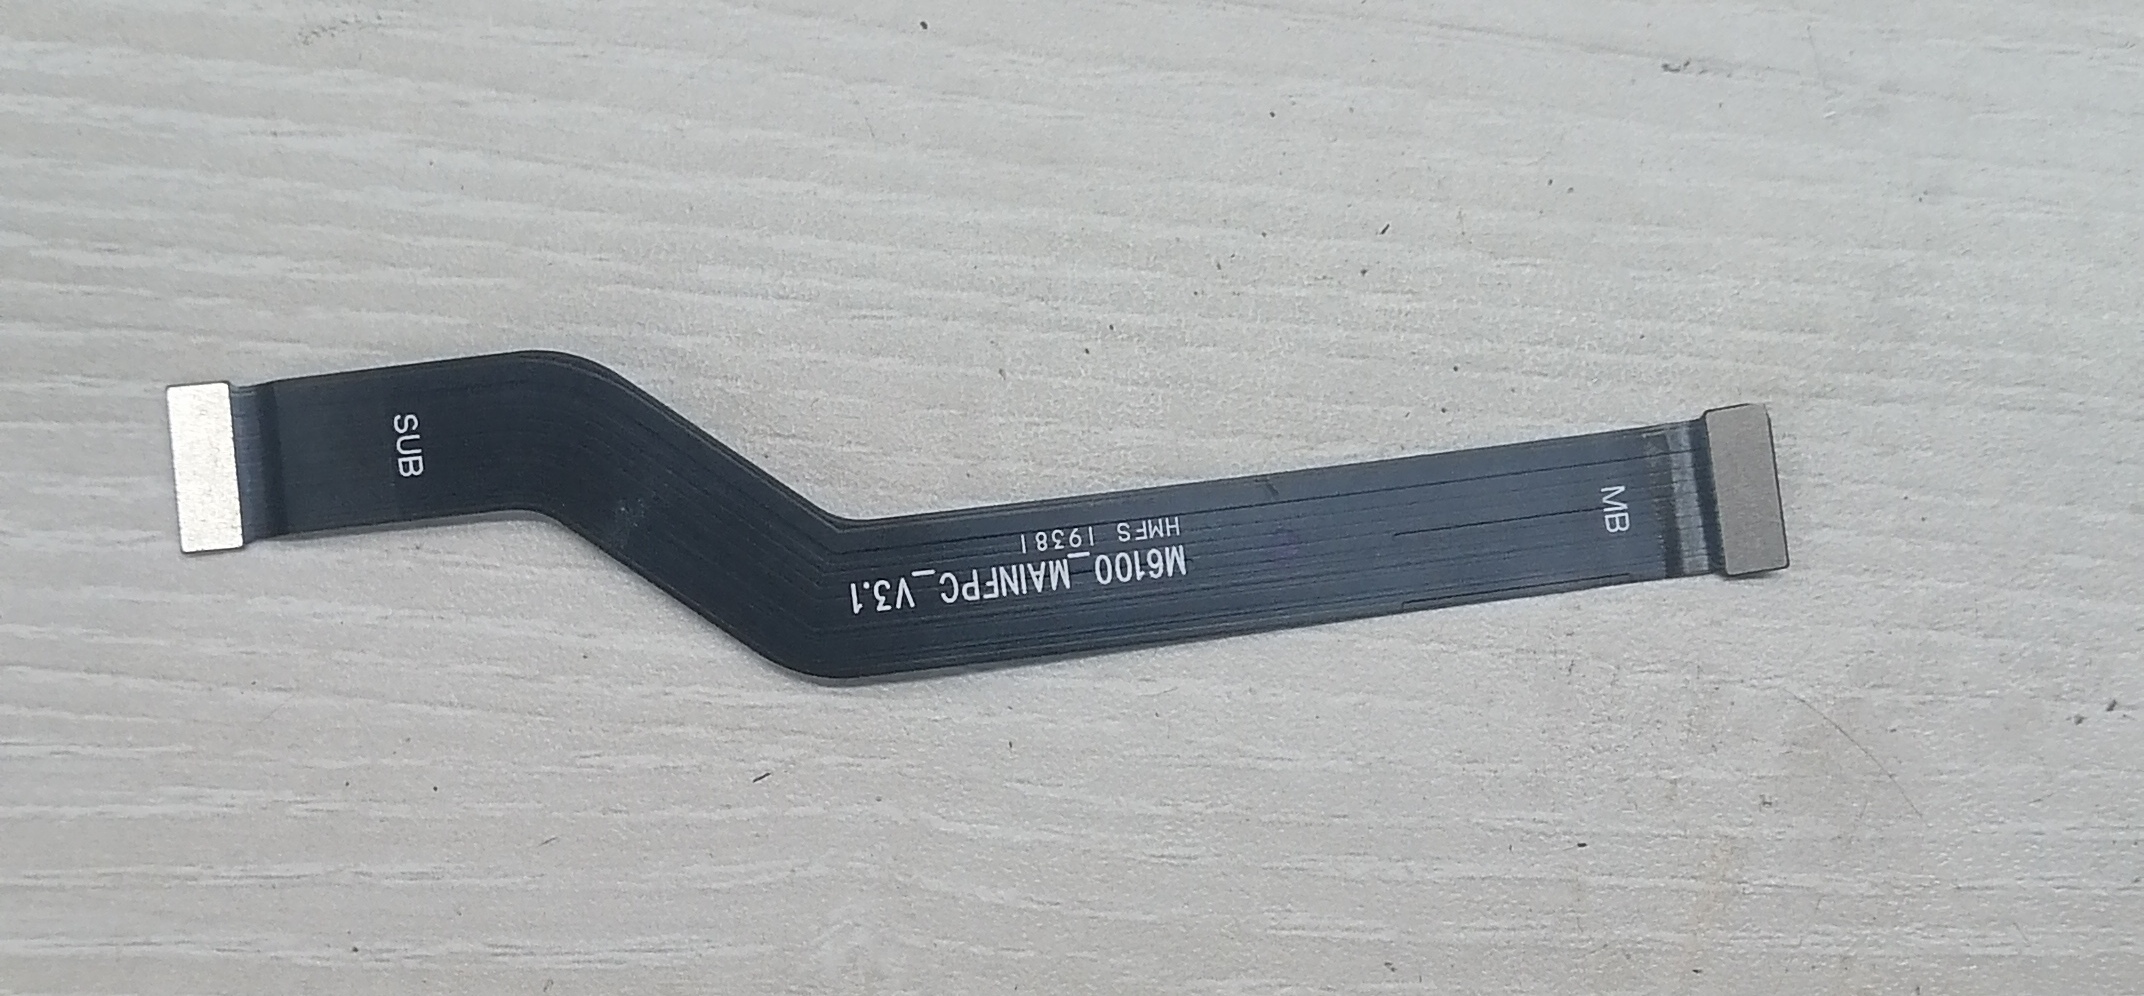 SUB
M6100_MAINFPC_V3.1
HMFS 19381
MB